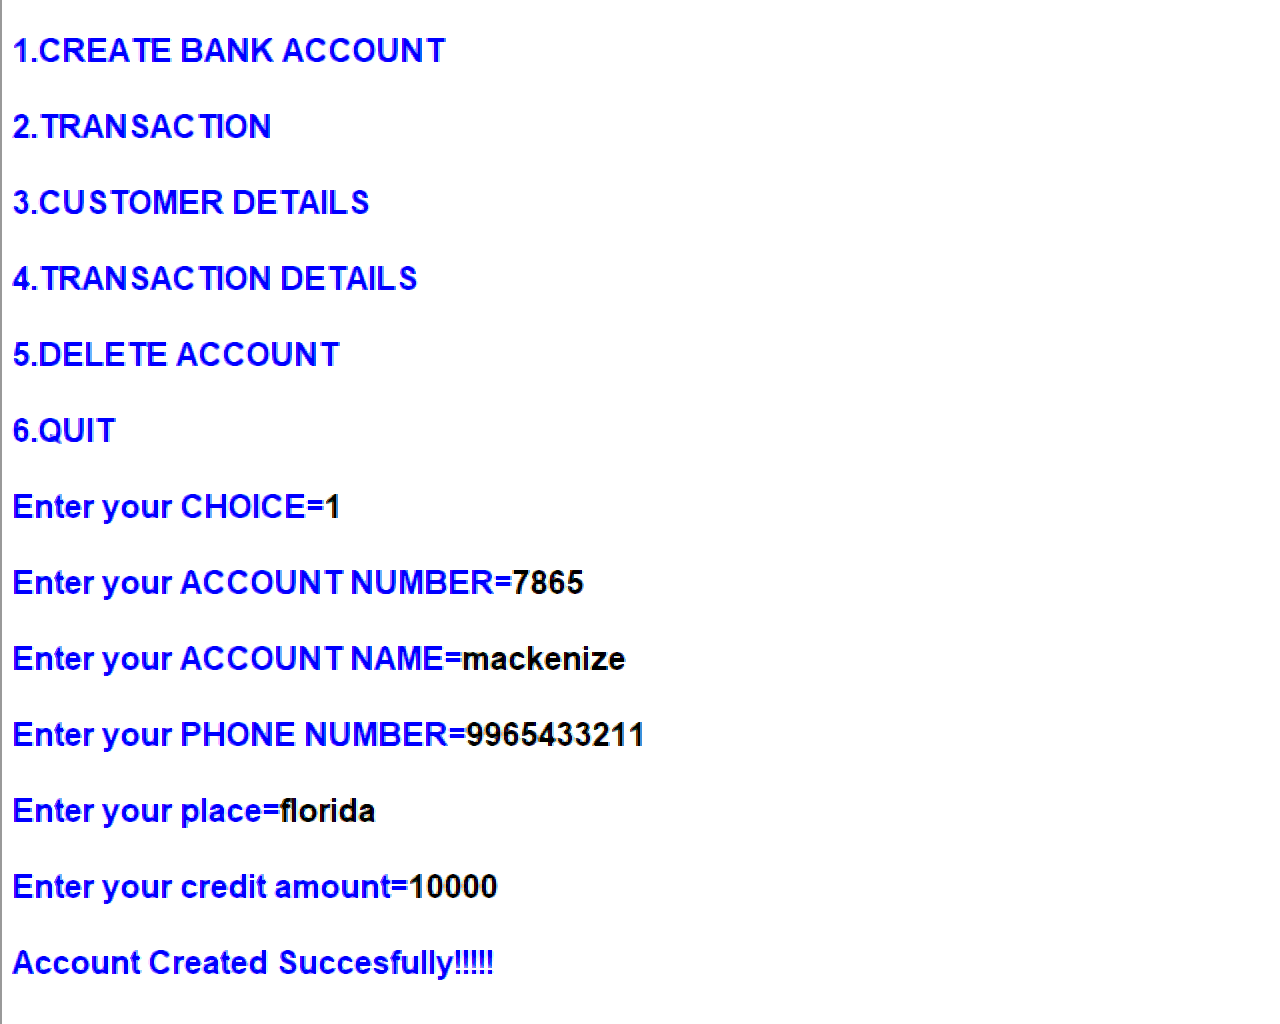 1.CREATE BANK ACCOUNT
2.TRANSACTION
3.CUSTOMER DETAILS
4.TRANSACTION DETAILS
5.DELETE ACCOUNT
6.QUIT
Enter your CHOICE=1
Enter your ACCOUNT NUMBER=7865
Enter your ACCOUNT NAME=mackenize
Enter your PHONE NUMBER=9965433211
Enter your place=florida
Enter your credit amount=10000
Account Created Succesfully!!!!!